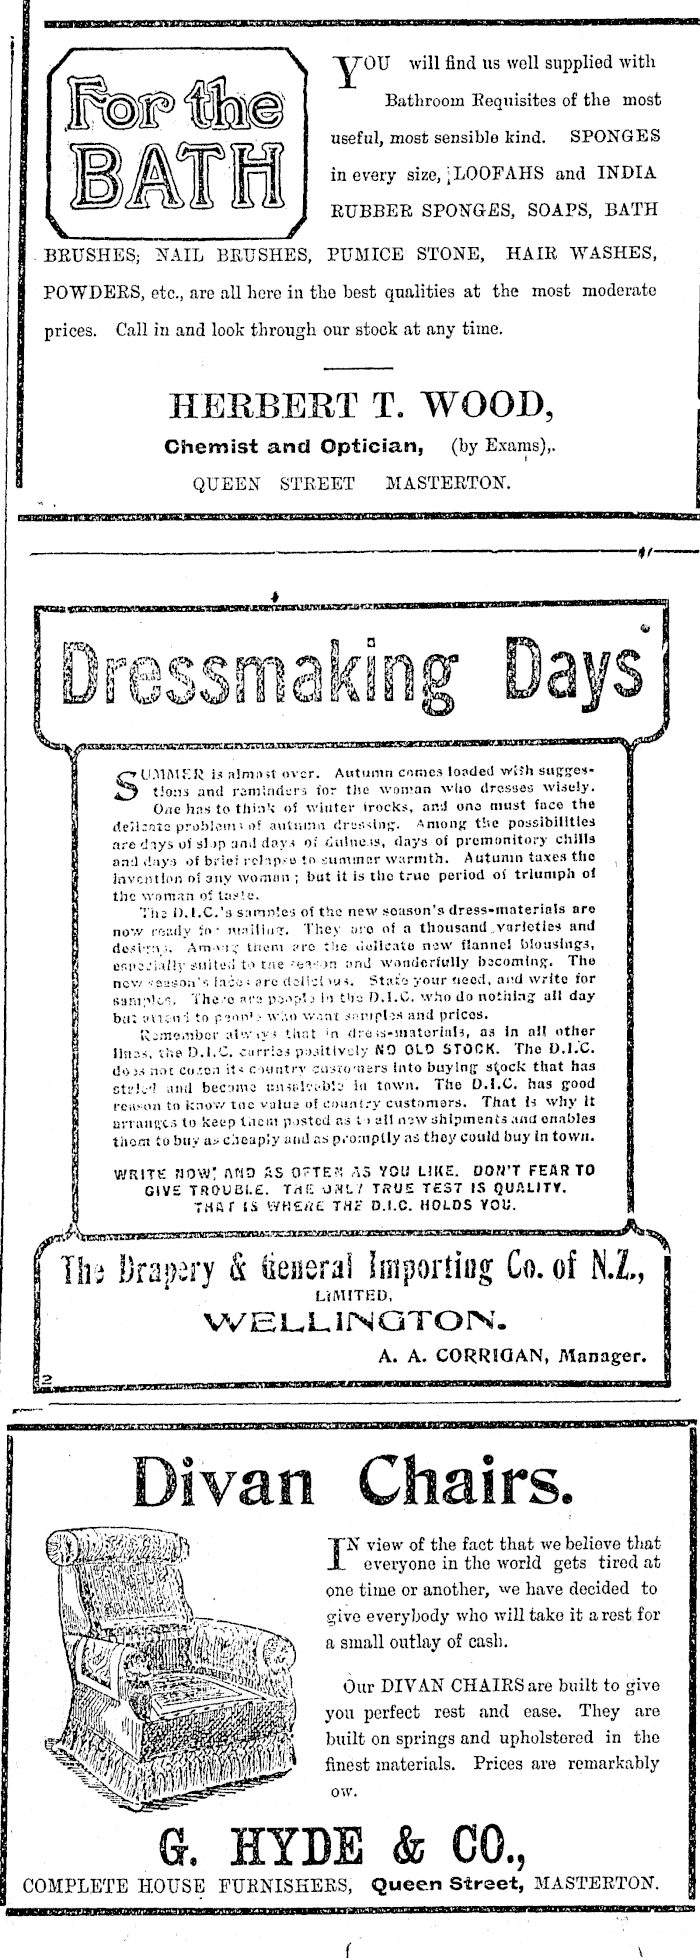 For the
BATH
YOU will find us well supplied with
Bathroom Requisites of the most
useful, most sensible kind. SPONGES
in every size, LOOFAHS and INDIA
RUBBER SPONGES, SOAPS, BATH
BRUSHES; NAIL BRUSHES, PUMICE STONE, HAIR WASHES,
POWDERS, etc., are all here in the best qualities at the most moderate
prices. Call in and look through our stock at any time.
HERBERT T. WOOD,
Chemist and Optician, (by Exams),.
QUEEN STREET MASTERTON.
Dressmaking Days
SUMMER is almost over. Autumn comes loaded with sugges-
tions and reminders for the woman who dresses wisely.
One has to think of winter frocks, and one must face the
delicate problems of autumn dressing. Among the possibilities
are days of slop and days of dulness, days of premonitory chills
and days of brief relapse to summer warmth. Autumn taxes the
invention of any woman; but it is the true period of triumph of
the woman of taste.
The D.I.C.'s samples of the new season's dress-materials are
now ready for mailing. They are of a thousand varieties and
designs. Among them are the delicate new flannel blousings,
especially suited to the season and wonderfully becoming. The
new season's laces are delicious. State your need, and write for
samples. There are people in the D.I.C. who do nothing all day
but attend to people who want samples and prices.
Remember always that in dress-materials, as in all other
lines, the D.I.C. carries positively NO OLD STOCK. The D.I.C.
does not cozen its country customers into buying stock that has
staled and become unsaleable in town. The D.I.C. has good
reason to know the value of country customers. That is why it
arranges to keep them posted as to all new shipments and enables
them to buy as cheaply and as promptly as they could buy in town.
WRITE NOW! AND AS OFTEN AS YOU LIKE. DON'T FEAR TO
GIVE TROUBLE. THE ONLY TRUE TEST IS QUALITY.
THAT IS WHERE THE D.I.C. HOLDS YOU.
The Drapery & General Importing Co. of N.Z.,
LIMITED,
WELLINGTON.
A. A. CORRIGAN, Manager.
2
Divan Chairs.
IN view of the fact that we believe that
everyone in the world gets tired at
one time or another, we have decided to
give everybody who will take it a rest for
a small outlay of cash.
Our DIVAN CHAIRS are built to give
you perfect rest and ease. They are
built on springs and upholstered in the
finest materials. Prices are remarkably
ow.
G. HYDE & CO.,
COMPLETE HOUSE FURNISHERS, Queen Street, MASTERTON.